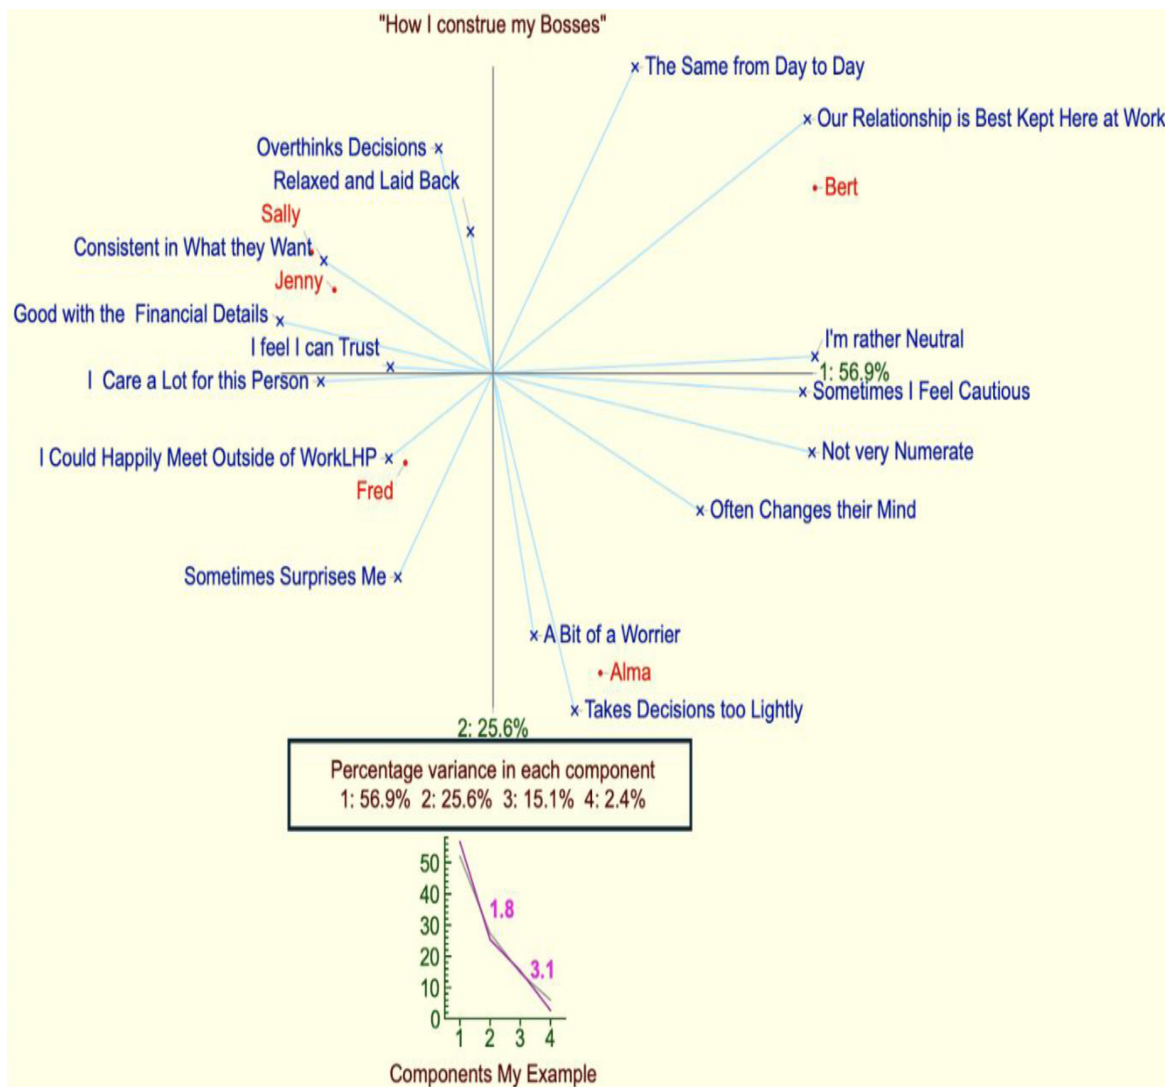 "How I construe my Bosses"
The Same from Day to Day
Our Relationship is Best Kept Here at Work
Overthinks Decisions
Relaxed and Laid Back
Bert
Sally
Consistent in What they Want
Jenny
Good with the Financial Details
I'm rather Neutral
I feel I can Trust
1: 56.9%
I Care a Lot for this Person
Sometimes I Feel Cautious
Not very Numerate
I Could Happily Meet Outside of WorkLHP
Fred
Often Changes their Mind
Sometimes Surprises Me
A Bit of a Worrier
Alma
Takes Decisions too Lightly
2: 25.6%
Percentage variance in each component
1: 56.9% 2: 25.6% 3: 15.1% 4: 2.4%
50
40
30
20
10
0
1.8
3.1
1 2 3 4
Components My Example